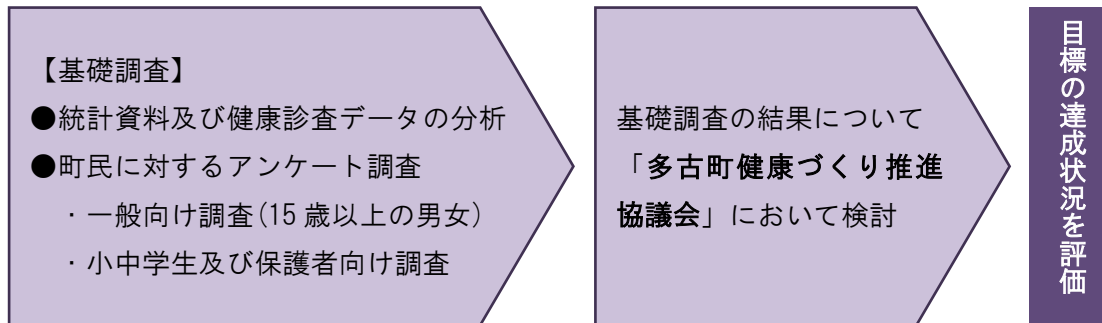 【基礎調査】
●統計資料及び健康診査データの分析
●町民に対するアンケート調査
・一般向け調査(15歳以上の男女)
・小中学生及び保護者向け調査
基礎調査の結果について
「多古町健康づくり推進
協議会」において検討
目標の達成状況を評価